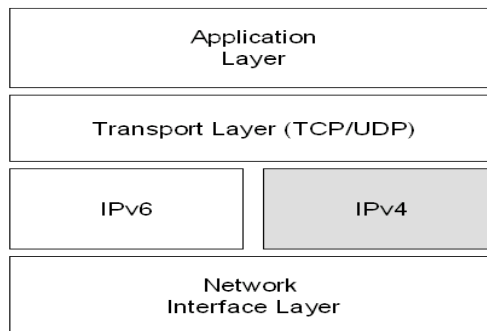 Application
Layer
Transport Layer (TCP/UDP)
IPv6
IPv4
Network
Interface Layer